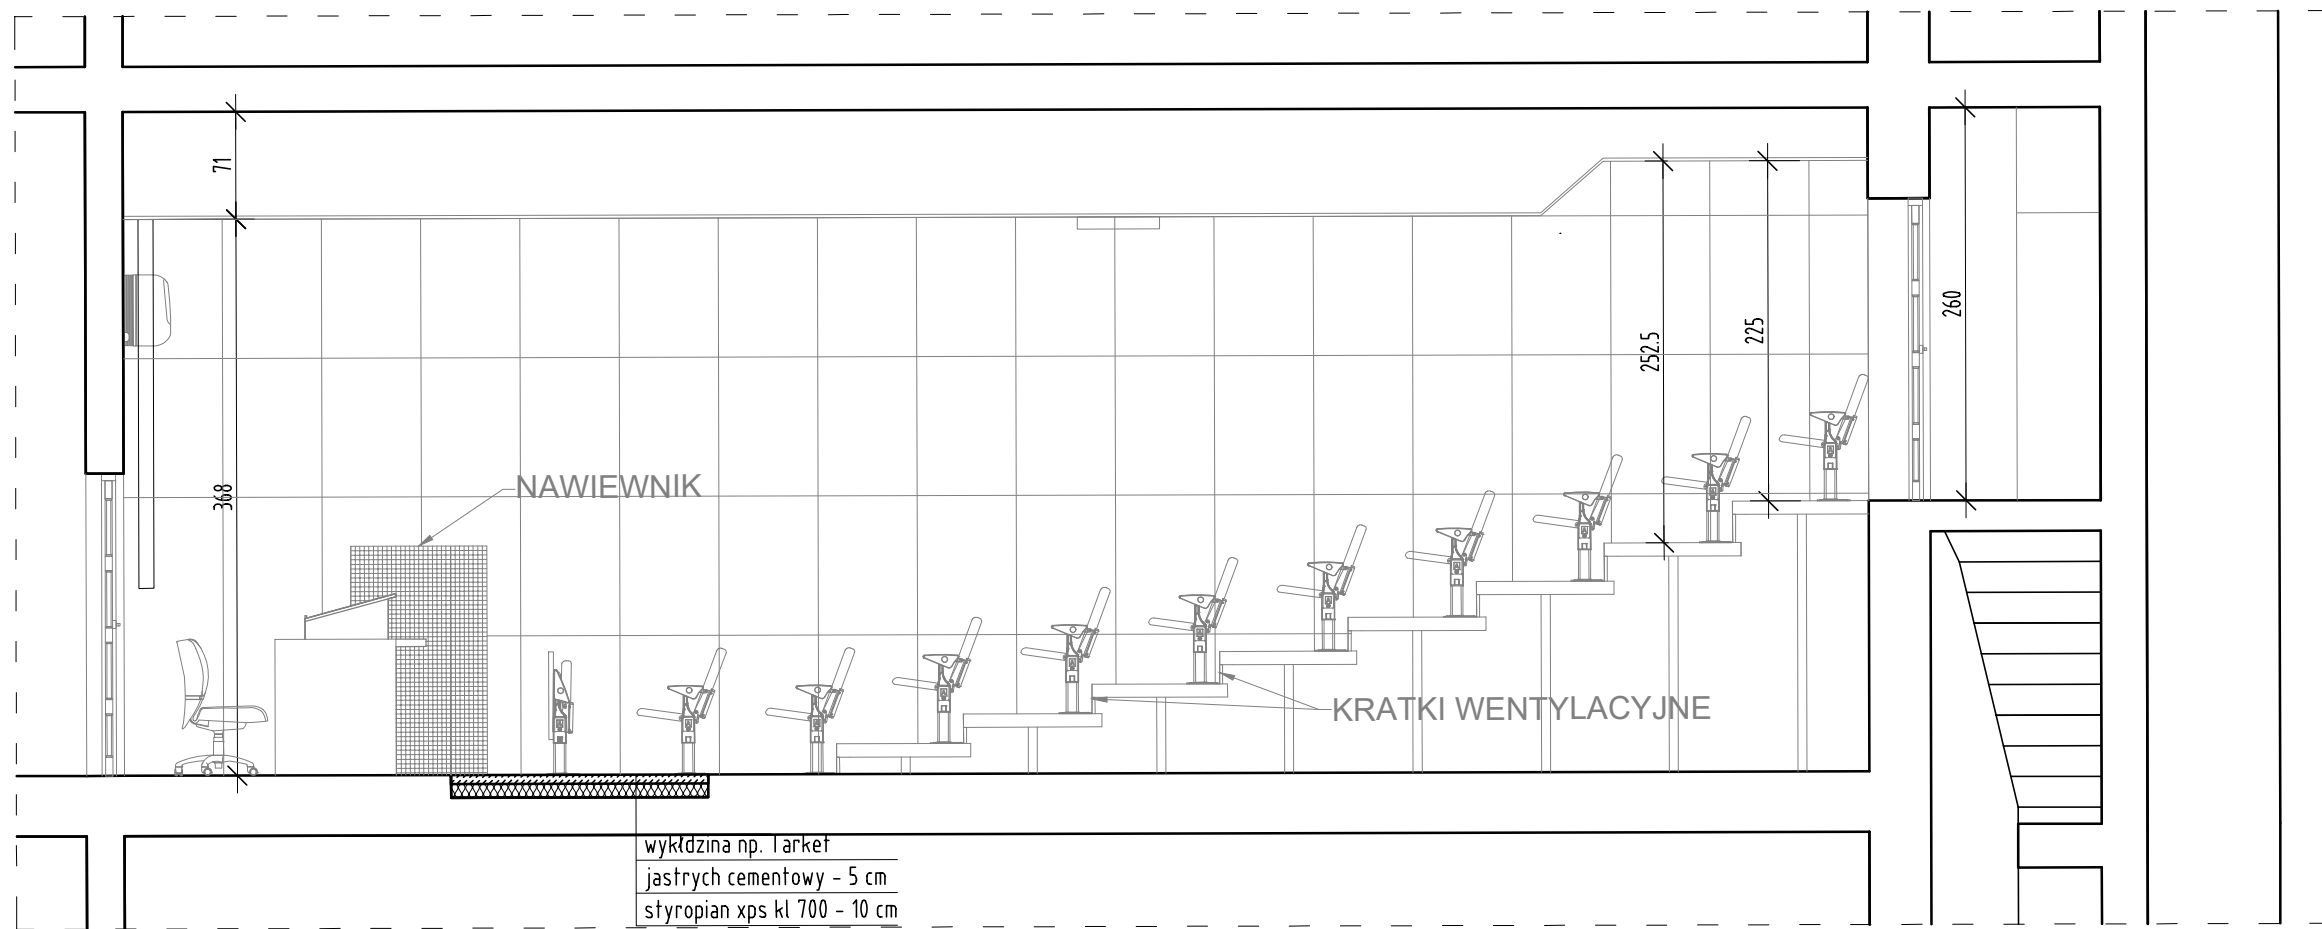 71
252.5
225
260
368
NAWIEWNIK
KRATKI WENTYLACYJNE
wykłdzina np. Tarket
jastrych cementowy - 5 cm
styropian xps kl 700 - 10 cm